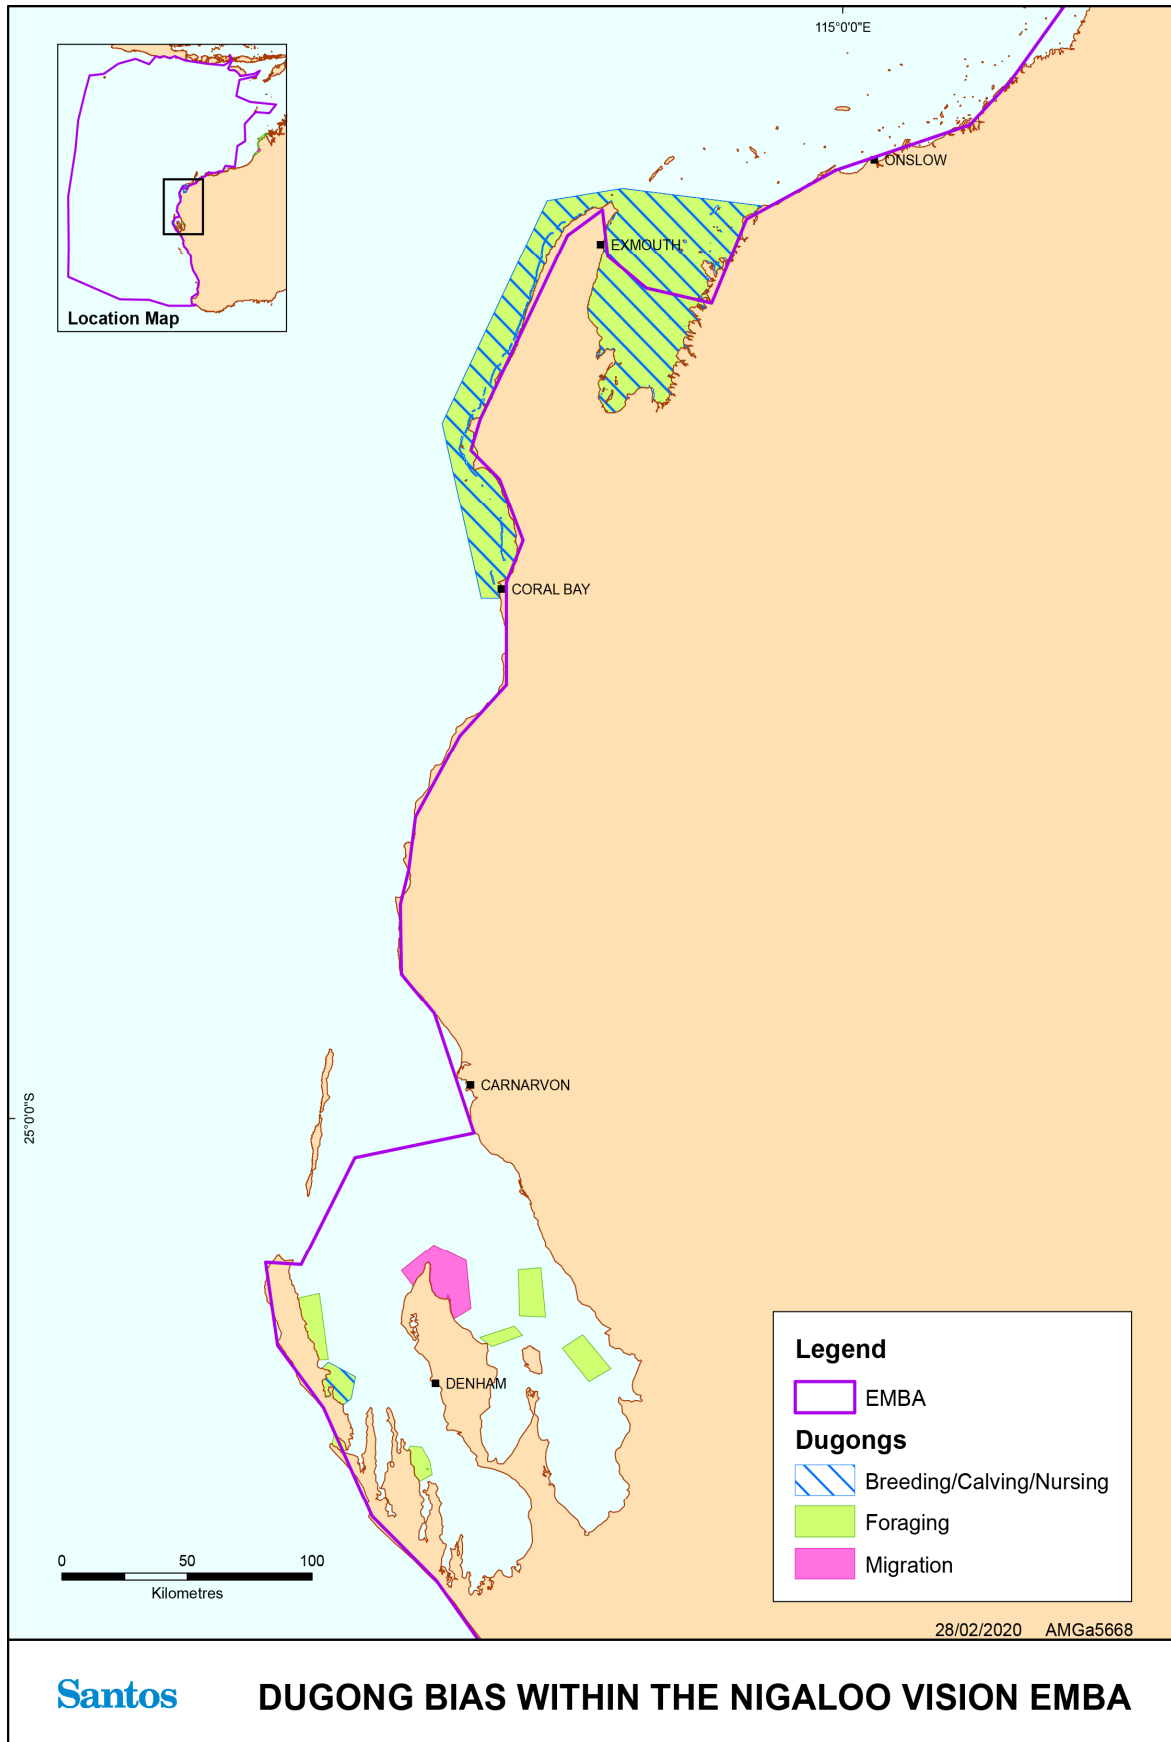 115°0'0"E
Location Map
ONSLOW
EXMOUTH
CORAL BAY
25°0'0"S
CARNARVON
DENHAM
Legend
EMBA
Dugongs
Breeding/Calving/Nursing
Foraging
Migration
0 50 100
Kilometres
28/02/2020 AMGa5668
Santos
DUGONG BIAS WITHIN THE NIGALOO VISION EMBA